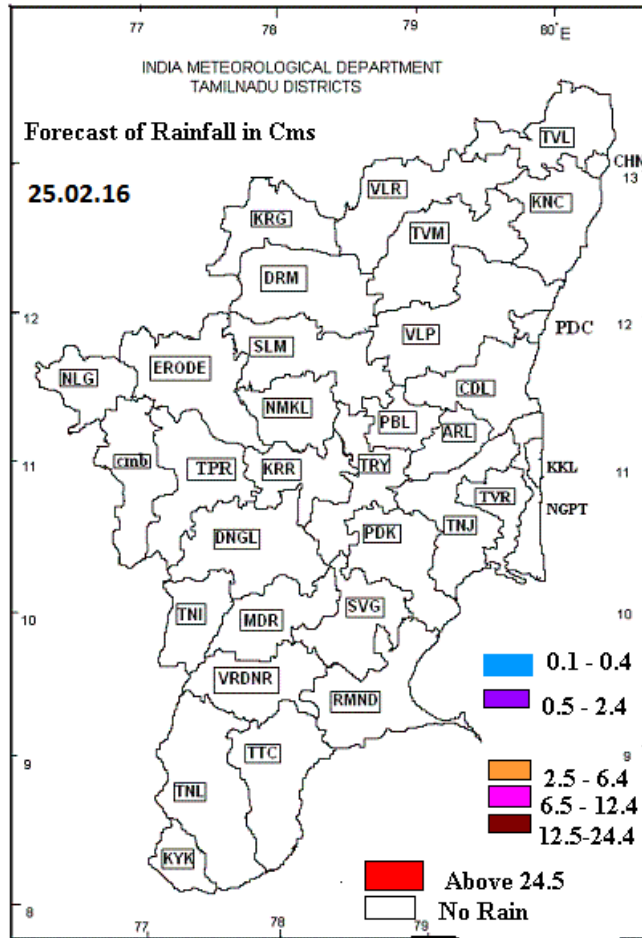 77 78 79 80° E
INDIA METEOROLOGICAL DEPARTMENT
TAMILNADU DISTRICTS
Forecast of Rainfall in Cms
TVL
CHN
13
25.02.16
VLR
KNC
KRG
TVM
DRM
12
12
PDC
VLP
SLM
ERODE
NLG
CDL
NMKL
PBL
ARL
cmb
11
TPR
KRR
TRY
11
KKL
TVR
NGPT
TNJ
PDK
DNGL
10
TNI
MDR
SVG
10
0.1 - 0.4
VRDNR
0.5 - 2.4
RMND
9
TTC
9
2.5 - 6.4
TNL
6.5 - 12.4
12.5-24.4
KYK
Above 24.5
8
No Rain
77 78 79